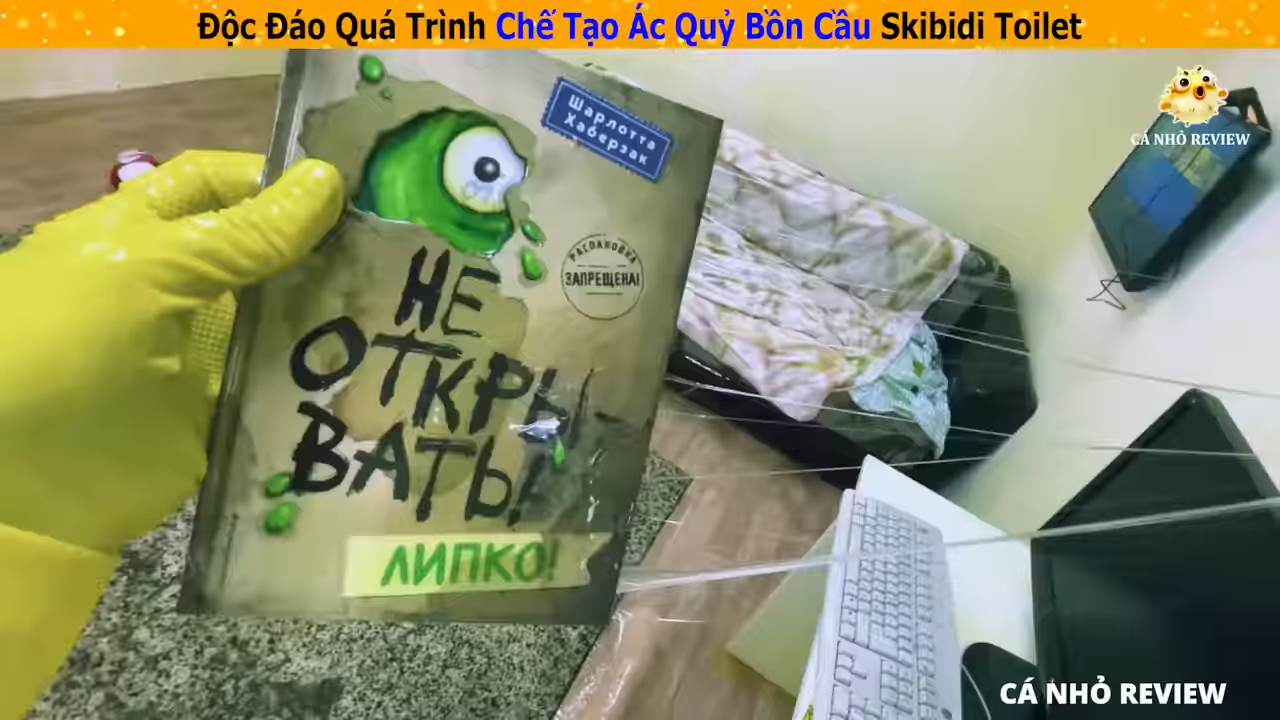 Độc Đáo Quá Trình Chế Tạo Ác Quỷ Bồn Cầu Skibidi Toilet
CÁ NHỎ REVIEW
Шарлотта
Хаберзак
РАСПАКОВКА
ЗАПРЕЩЕНА!
НЕ
ОТКРЫ
ВАТЬ!
ЛИПКО!
CÁ NHỎ REVIEW